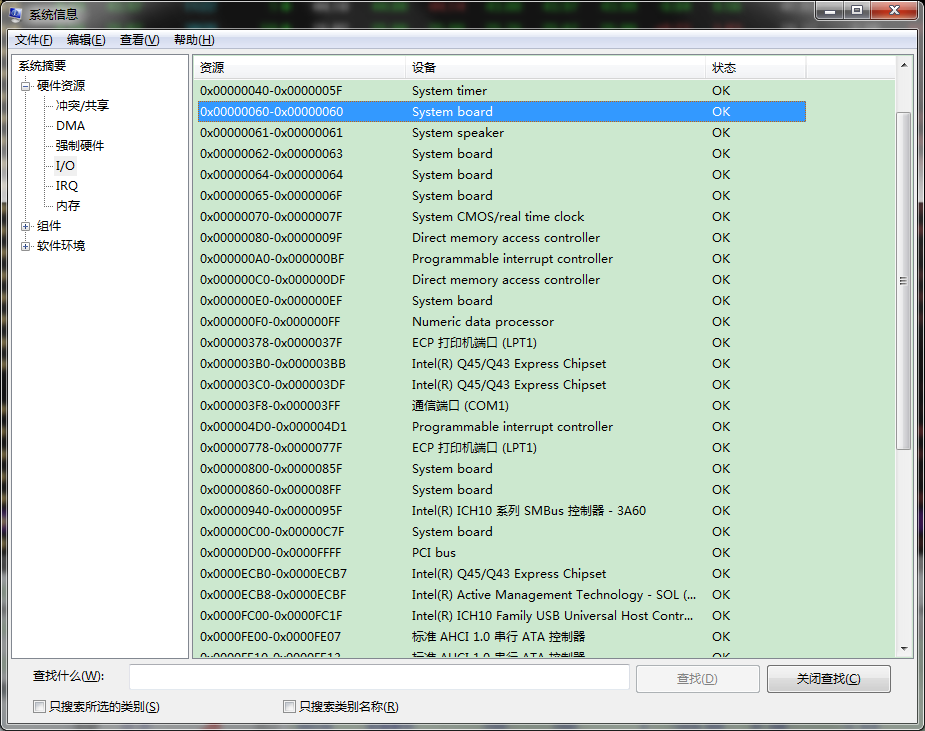 系统信息
文件(F) 编辑(E) 查看(V) 帮助(H)
系统摘要
硬件资源
冲突/共享
DMA
强制硬件
I/O
IRQ
内存
组件
软件环境
资源 设备 状态
0x00000040-0x0000005F System timer OK
0x00000060-0x00000060 System board OK
0x00000061-0x00000061 System speaker OK
0x00000062-0x00000063 System board OK
0x00000064-0x00000064 System board OK
0x00000065-0x0000006F System board OK
0x00000070-0x0000007F System CMOS/real time clock OK
0x00000080-0x0000009F Direct memory access controller OK
0x000000A0-0x000000BF Programmable interrupt controller OK
0x000000C0-0x000000DF Direct memory access controller OK
0x000000E0-0x000000EF System board OK
0x000000F0-0x000000FF Numeric data processor OK
0x00000378-0x0000037F ECP 打印机端口 (LPT1) OK
0x000003B0-0x000003BB Intel(R) Q45/Q43 Express Chipset OK
0x000003C0-0x000003DF Intel(R) Q45/Q43 Express Chipset OK
0x000003F8-0x000003FF 通信端口 (COM1) OK
0x000004D0-0x000004D1 Programmable interrupt controller OK
0x00000778-0x0000077F ECP 打印机端口 (LPT1) OK
0x00000800-0x0000085F System board OK
0x00000860-0x000008FF System board OK
0x00000940-0x0000095F Intel(R) ICH10 系列 SMBus 控制器 - 3A60 OK
0x00000C00-0x00000C7F System board OK
0x00000D00-0x0000FFFF PCI bus OK
0x0000ECB0-0x0000ECB7 Intel(R) Q45/Q43 Express Chipset OK
0x0000ECB8-0x0000ECBF Intel(R) Active Management Technology - SOL (... OK
0x0000FC00-0x0000FC1F Intel(R) ICH10 Family USB Universal Host Contr... OK
0x0000FE00-0x0000FE07 标准 AHCI 1.0 串行 ATA 控制器 OK
0x0000FE10-0x0000FE13 标准 AHCI 1.0 串行 ATA 控制器 OK
查找什么(W): 查找(D) 关闭查找(C)
只搜索所选的类别(S) 只搜索类别名称(R)